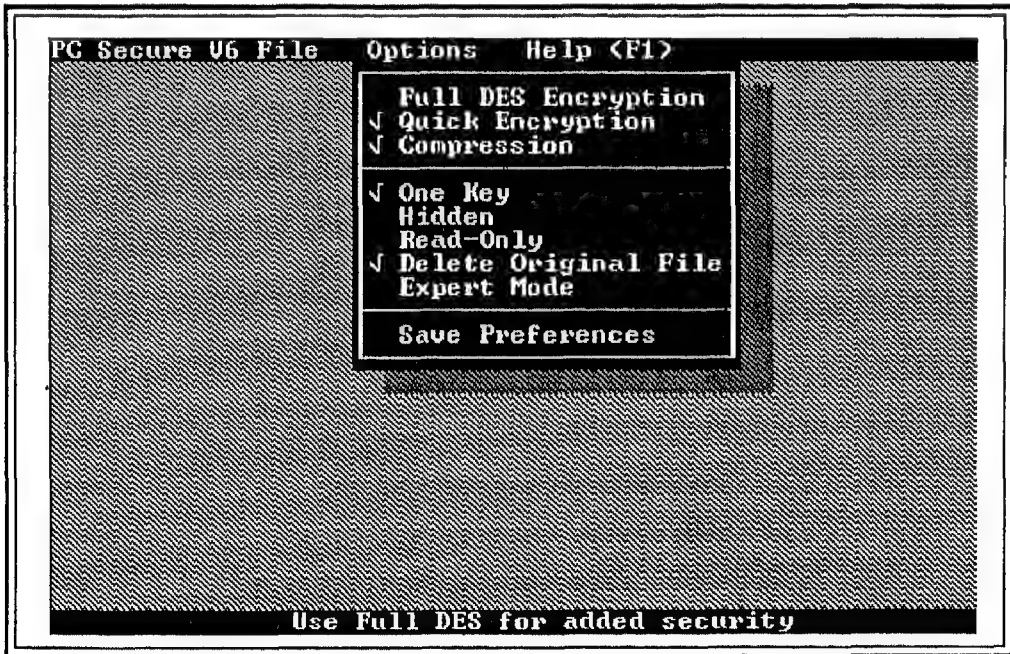 PC Secure V6 File Options Help <F1>
Full DES Encryption
√ Quick Encryption
√ Compression
√ One Key
Hidden
Read-Only
√ Delete Original File
Expert Mode
Save Preferences
Use Full DES for added security